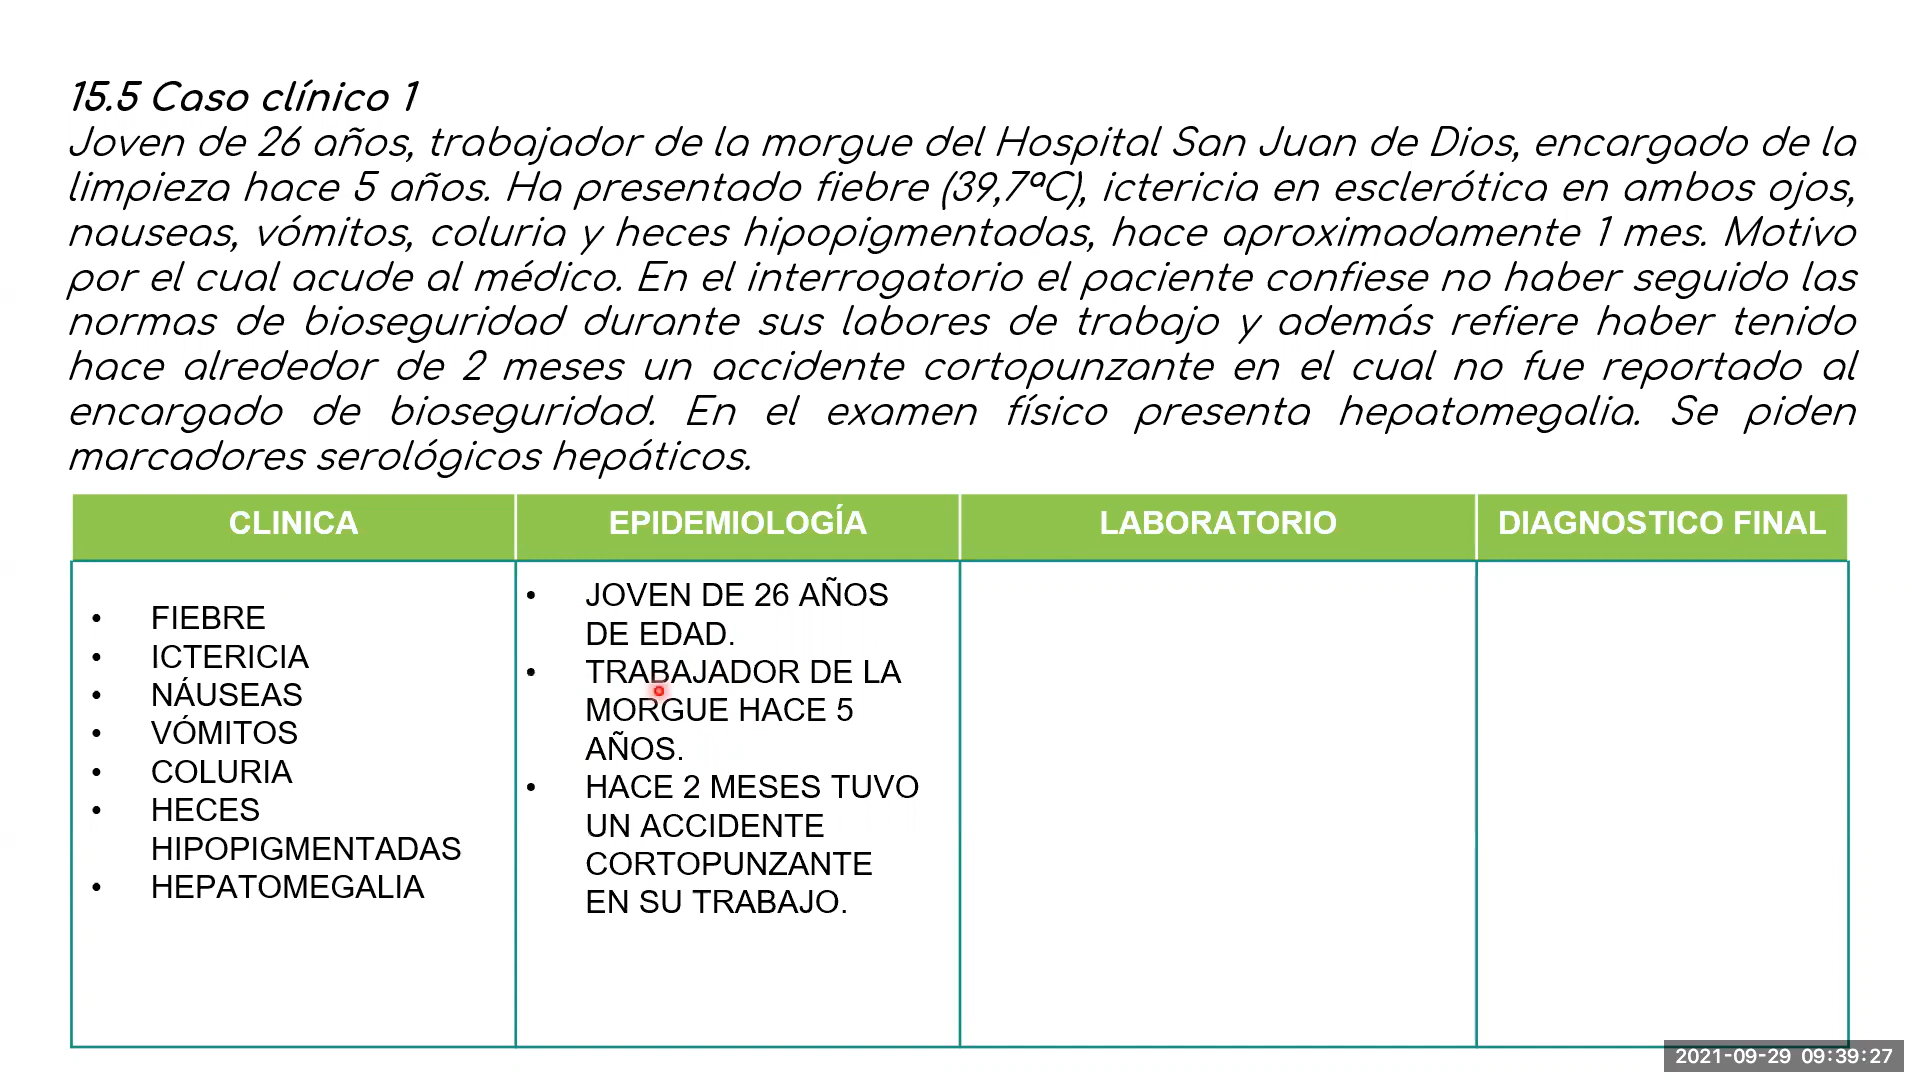 15.5 Caso clínico 1
Joven de 26 años, trabajador de la morgue del Hospital San Juan de Dios, encargado de la
limpieza hace 5 años. Ha presentado fiebre (39,7ºC), ictericia en esclerótica en ambos ojos,
nauseas, vómitos, coluria y heces hipopigmentadas, hace aproximadamente 1 mes. Motivo
por el cual acude al médico. En el interrogatorio el paciente confiese no haber seguido las
normas de bioseguridad durante sus labores de trabajo y además refiere haber tenido
hace alrededor de 2 meses un accidente cortopunzante en el cual no fue reportado al
encargado de bioseguridad. En el examen físico presenta hepatomegalia. Se piden
marcadores serológicos hepáticos.
CLINICA
EPIDEMIOLOGÍA
LABORATORIO
DIAGNOSTICO FINAL
• FIEBRE
• ICTERICIA
• NÁUSEAS
• VÓMITOS
• COLURIA
• HECES
HIPOPIGMENTADAS
• HEPATOMEGALIA
• JOVEN DE 26 AÑOS
DE EDAD.
• TRABAJADOR DE LA
MORGUE HACE 5
AÑOS.
• HACE 2 MESES TUVO
UN ACCIDENTE
CORTOPUNZANTE
EN SU TRABAJO.
2021-09-29 09:39:27